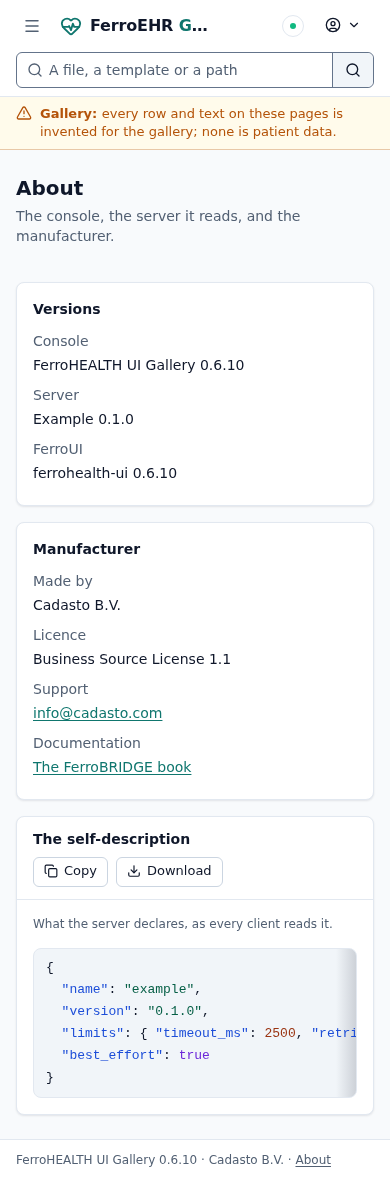 FerroEHR G...
A file, a template or a path
Gallery: every row and text on these pages is
invented for the gallery; none is patient data.
About
The console, the server it reads, and the
manufacturer.
Versions
Console
FerroHEALTH UI Gallery 0.6.10
Server
Example 0.1.0
FerroUI
ferrohealth-ui 0.6.10
Manufacturer
Made by
Cadasto B.V.
Licence
Business Source License 1.1
Support
info@cadasto.com
Documentation
The FerroBRIDGE book
The self-description
Copy Download
What the server declares, as every client reads it.
{
  "name": "example",
  "version": "0.1.0",
  "limits": { "timeout_ms": 2500, "retri
  "best_effort": true
}
FerroHEALTH UI Gallery 0.6.10 · Cadasto B.V. · About